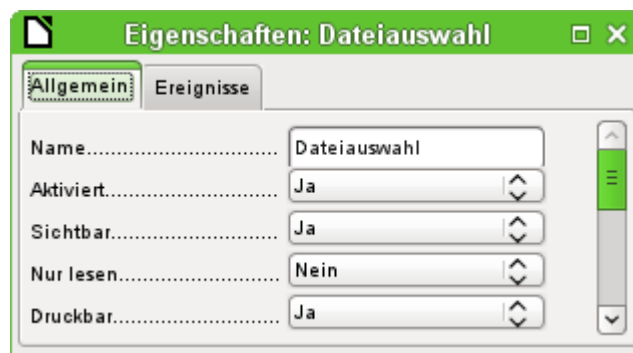 Eigenschaften: Dateiauswahl
Allgemein Ereignisse
Name............................ Dateiauswahl
Aktiviert......................... Ja
Sichtbar......................... Ja
Nur lesen......................... Nein
Druckbar......................... Ja